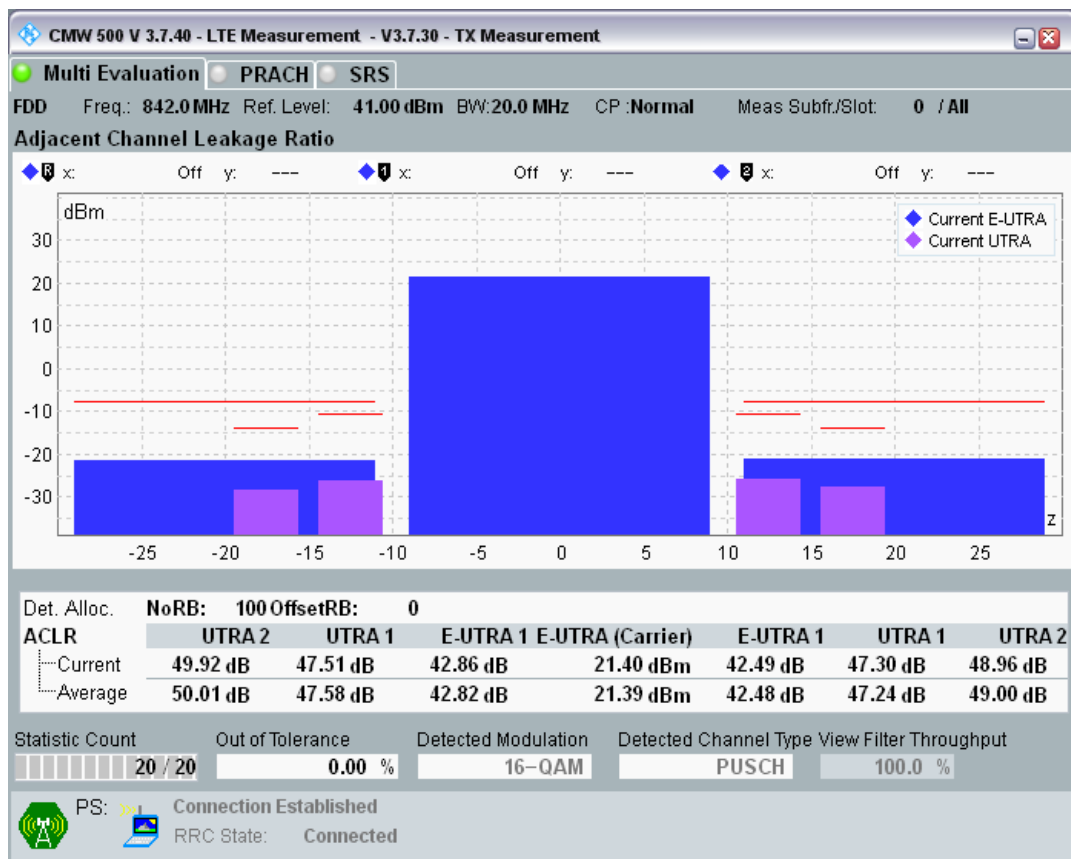 CMW 500 V 3.7.40 - LTE Measurement - V3.7.30 - TX Measurement
Multi Evaluation PRACH SRS
FDD Freq.: 842.0 MHz Ref. Level: 41.00 dBm BW:20.0 MHz CP :Normal Meas Subfr./Slot: 0 / All
Adjacent Channel Leakage Ratio
R x: Off y: --- 1 x: Off y: --- 2 x: Off y: ---
dBm
Current E-UTRA
Current UTRA
30
20
10
0
-10
-20
-30
z
-25 -20 -15 -10 -5 0 5 10 15 20 25
Det. Alloc. NoRB: 100 OffsetRB: 0
ACLR UTRA 2 UTRA 1 E-UTRA 1 E-UTRA (Carrier) E-UTRA 1 UTRA 1 UTRA 2
Current 49.92 dB 47.51 dB 42.86 dB 21.40 dBm 42.49 dB 47.30 dB 48.96 dB
Average 50.01 dB 47.58 dB 42.82 dB 21.39 dBm 42.48 dB 47.24 dB 49.00 dB
Statistic Count Out of Tolerance Detected Modulation Detected Channel Type View Filter Throughput
20 / 20 0.00 % 16-QAM PUSCH 100.0 %
PS: Connection Established
RRC State: Connected